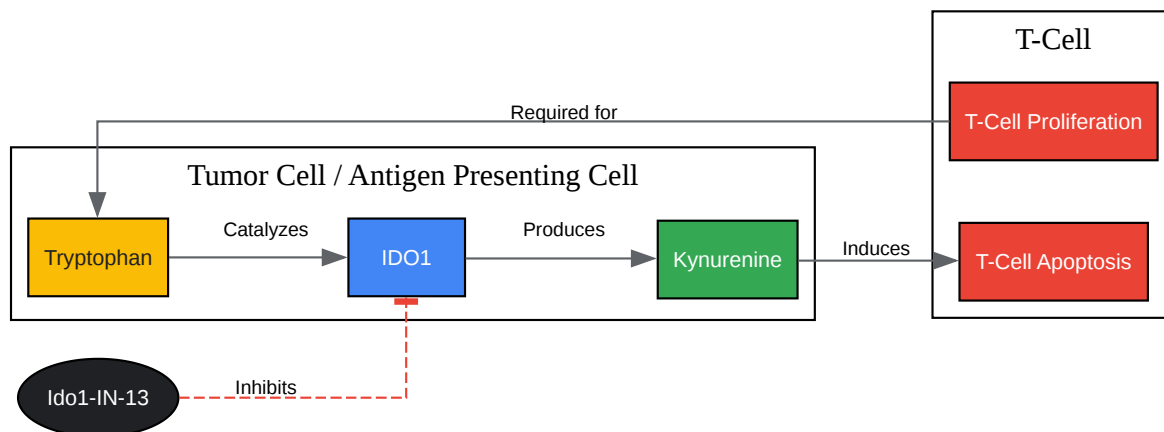 T-Cell
Required for
T-Cell Proliferation
Tumor Cell / Antigen Presenting Cell
Tryptophan
Catalyzes
IDO1
Produces
Kynurenine
Induces
T-Cell Apoptosis
Ido1-IN-13
Inhibits